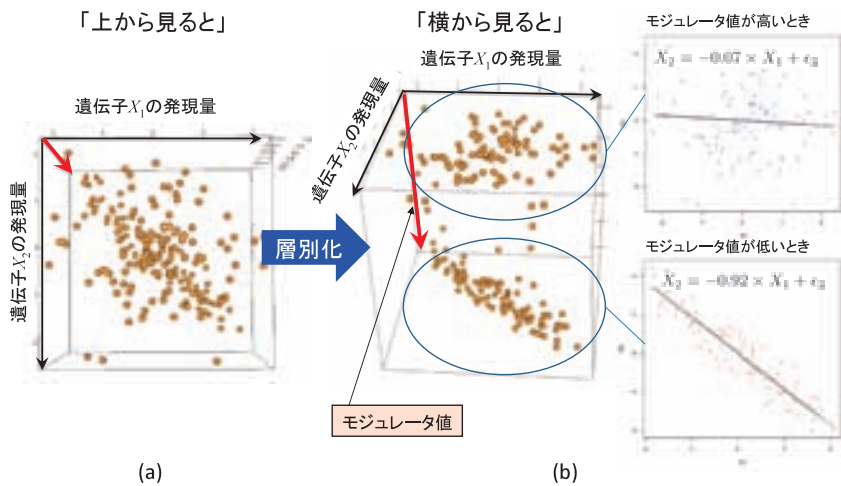 「上から見ると」
遺伝子X₁の発現量
遺伝子X₂の発現量
層別化
「横から見ると」
遺伝子X₁の発現量
遺伝子X₂の発現量
モジュレータ値
モジュレータ値が高いとき
X₂ = −0.07 × X₁ + ϵ₂
モジュレータ値が低いとき
X₂ = −0.92 × X₁ + ϵ₂
(a)
(b)